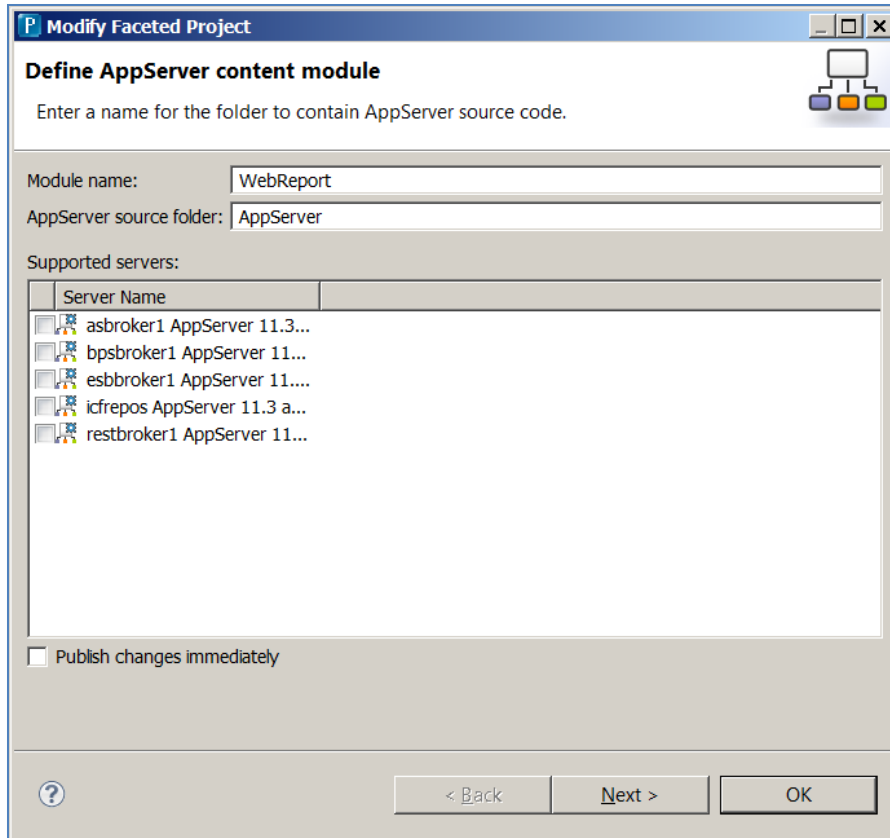 Modify Faceted Project
Define AppServer content module
Enter a name for the folder to contain AppServer source code.
Module name: WebReport
AppServer source folder: AppServer
Supported servers:
Server Name
asbroker1 AppServer 11.3...
bpsbroker1 AppServer 11...
esbbroker1 AppServer 11....
icfrepos AppServer 11.3 a...
restbroker1 AppServer 11...
Publish changes immediately
? < Back Next > OK